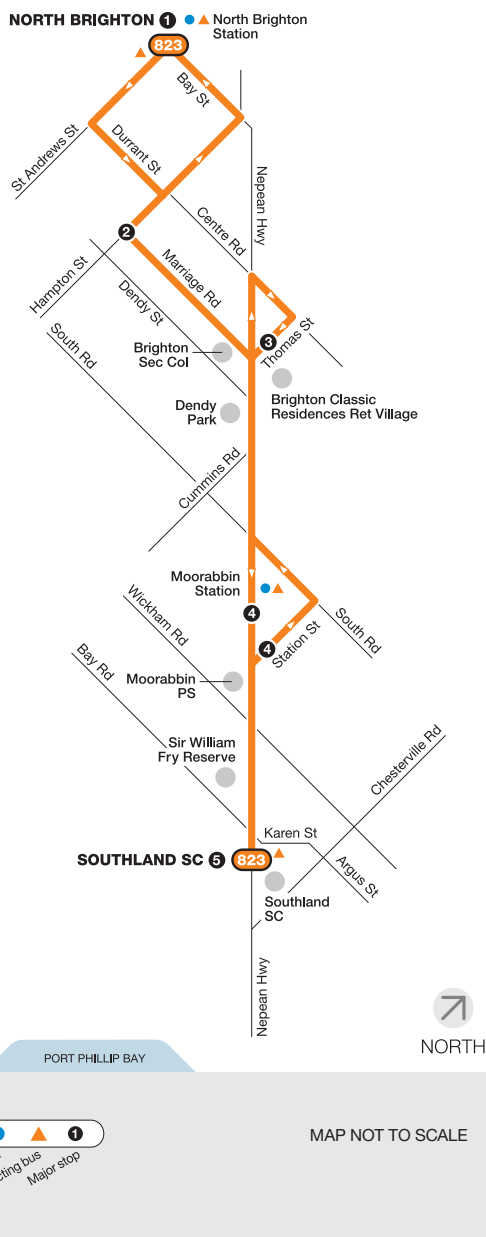 NORTH BRIGHTON 1
North Brighton
Station
823
Bay St
St Andrews St
Durrant St
Nepean Hwy
Centre Rd
2
Hampton St
Marriage Rd
Dendy St
South Rd
3
Thomas St
Brighton
Sec Col
Brighton Classic
Residences Ret Village
Dendy
Park
Cummins Rd
Moorabbin
Station
4
Wickham Rd
South Rd
4
Station St
Bay Rd
Moorabbin
PS
Sir William
Fry Reserve
Chesterville Rd
Karen St
SOUTHLAND SC 5 823
Argus St
Southland
SC
Nepean Hwy
NORTH
PORT PHILLIP BAY
1
MAP NOT TO SCALE
bus
Major stop